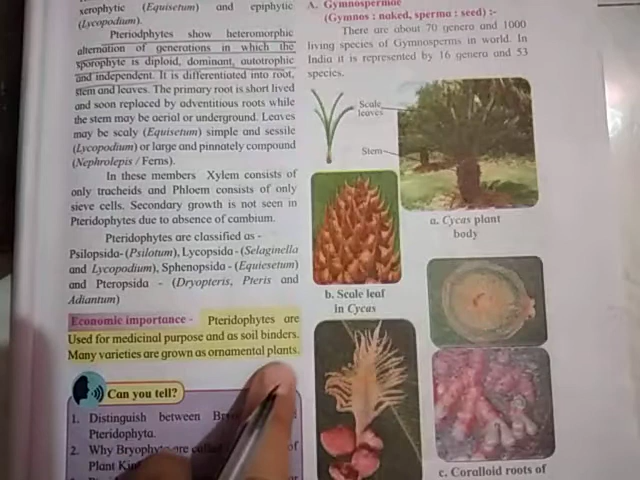 xerophytic (Equisetum) and epiphytic
(Lycopodium).
Pteriodphytes show heteromorphic
alternation of generations in which the
sporophyte is diploid, dominant, autotrophic
and independent. It is differentiated into root,
stem and leaves. The primary root is short lived
and soon replaced by adventitious roots while
the stem may be aerial or underground. Leaves
may be scaly (Equisetum) simple and sessile
(Lycopodium) or large and pinnately compound
(Nephrolepis / Ferns).
In these members Xylem consists of
only tracheids and Phloem consists of only
sieve cells. Secondary growth is not seen in
Pteridophytes due to absence of cambium.
Pteridophytes are classified as -
Psilopsida- (Psilotum), Lycopsida - (Selaginella
and Lycopodium), Sphenopsida - (Equiesetum)
and Pteropsida - (Dryopteris, Pteris and
Adiantum)
Economic importance - Pteridophytes are
Used for medicinal purpose and as soil binders.
Many varieties are grown as ornamental plants.
Can you tell?
1. Distinguish between
Pteridophyta.
2. Why Bryophyta are of
Plant
A. Gymnospermae
(Gymnos : naked, sperma : seed) :-
There are about 70 genera and 1000
living species of Gymnosperms in world. In
India it is represented by 16 genera and 53
species.
Scale
leaves
Stem
a. Cycas plant
body
b. Scale leaf
in Cycas
c. Coralloid roots of